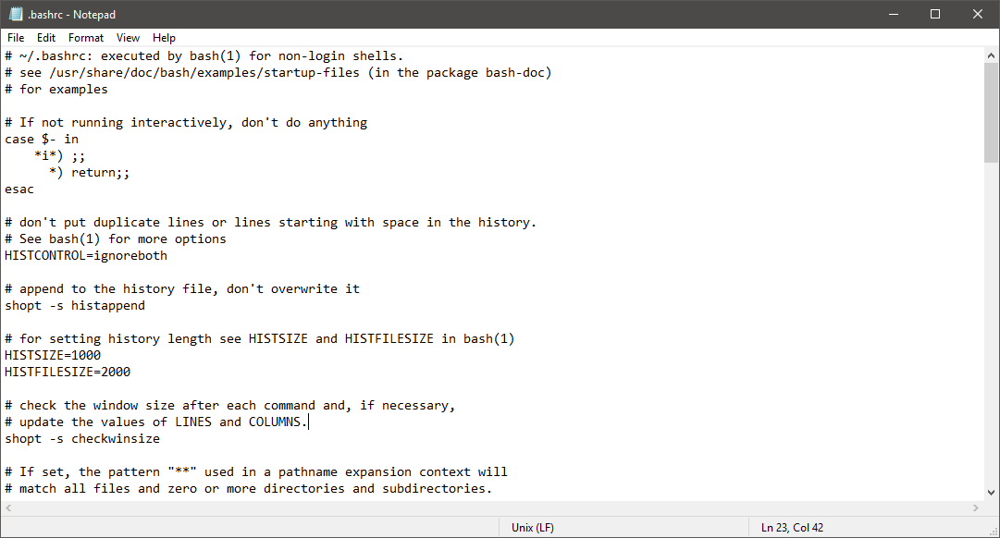 .bashrc - Notepad
File Edit Format View Help
# ~/.bashrc: executed by bash(1) for non-login shells.
# see /usr/share/doc/bash/examples/startup-files (in the package bash-doc)
# for examples

# If not running interactively, don't do anything
case $- in
    *i*) ;;
      *) return;;
esac

# don't put duplicate lines or lines starting with space in the history.
# See bash(1) for more options
HISTCONTROL=ignoreboth

# append to the history file, don't overwrite it
shopt -s histappend

# for setting history length see HISTSIZE and HISTFILESIZE in bash(1)
HISTSIZE=1000
HISTFILESIZE=2000

# check the window size after each command and, if necessary,
# update the values of LINES and COLUMNS.
shopt -s checkwinsize

# If set, the pattern "**" used in a pathname expansion context will
# match all files and zero or more directories and subdirectories.
Unix (LF) Ln 23, Col 42